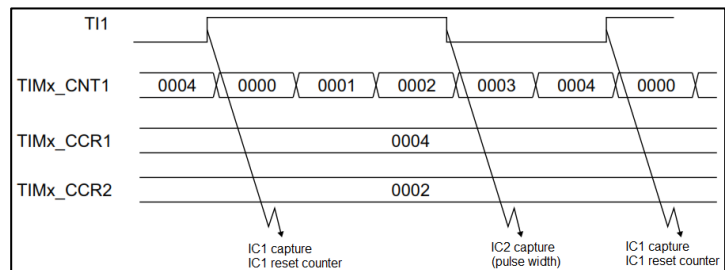 TI1
TIMx_CNT1 0004 0000 0001 0002 0003 0004 0000
TIMx_CCR1 0004
TIMx_CCR2 0002
IC1 capture
IC1 reset counter
IC2 capture
(pulse width)
IC1 capture
IC1 reset counter